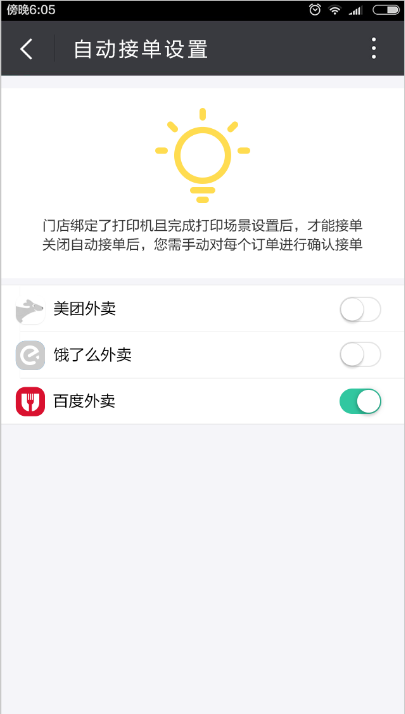 傍晚6:05
自动接单设置
门店绑定了打印机且完成打印场景设置后，才能接单
关闭自动接单后，您需手动对每个订单进行确认接单
美团外卖
饿了么外卖
百度外卖